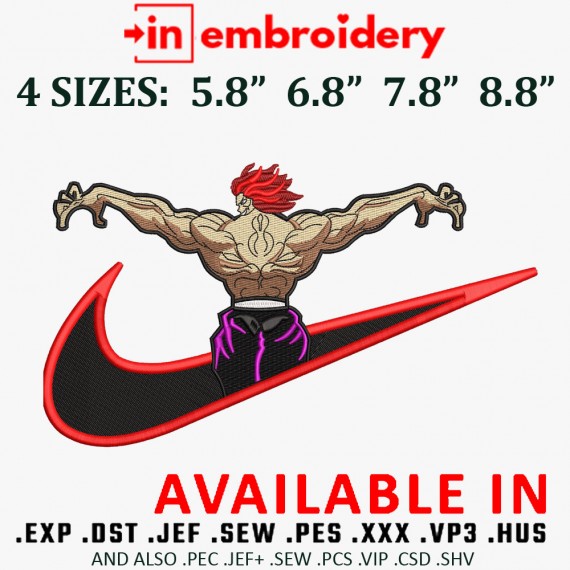 in embroidery
4 SIZES: 5.8” 6.8” 7.8” 8.8”
AVAILABLE IN
.EXP .DST .JEF .SEW .PES .XXX .VP3 .HUS
AND ALSO .PEC .JEF+ .SEW .PCS .VIP .CSD .SHV